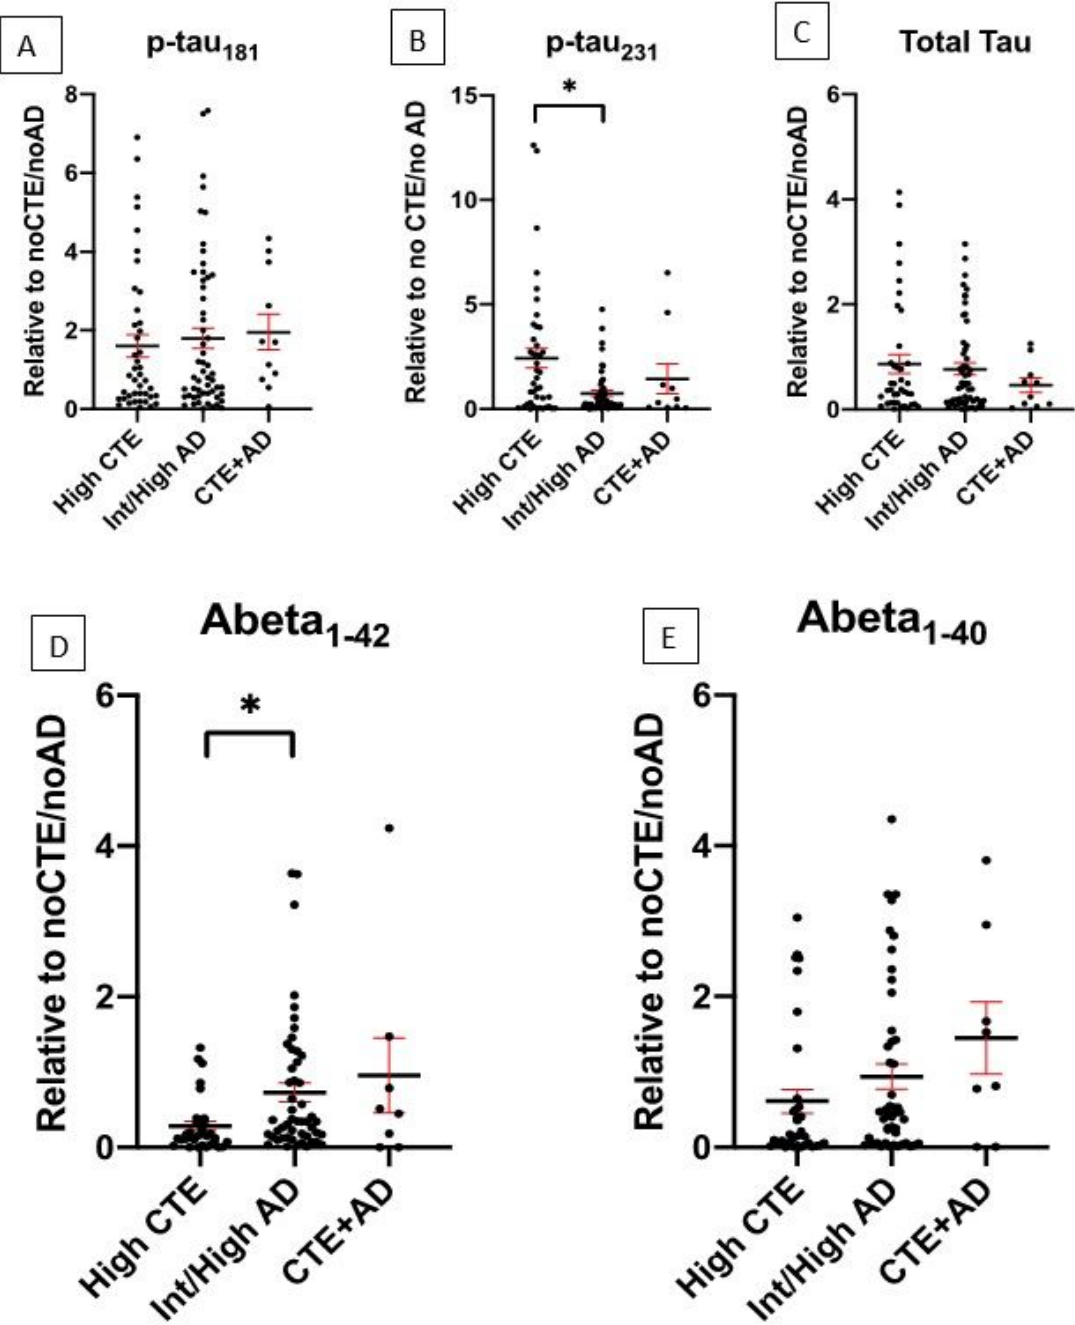 A
p-tau181
Relative to noCTE/noAD
8
6
4
2
0
High CTE
Int/High AD
CTE+AD
B
p-tau231
Relative to no CTE/no AD
15
10
5
0
*
High CTE
Int/High AD
CTE+AD
C
Total Tau
Relative to noCTE/noAD
6
4
2
0
High CTE
Int/High AD
CTE+AD
D
Abeta1-42
Relative to noCTE/noAD
6
4
2
0
*
High CTE
Int/High AD
CTE+AD
E
Abeta1-40
Relative to noCTE/noAD
6
4
2
0
High CTE
Int/High AD
CTE+AD